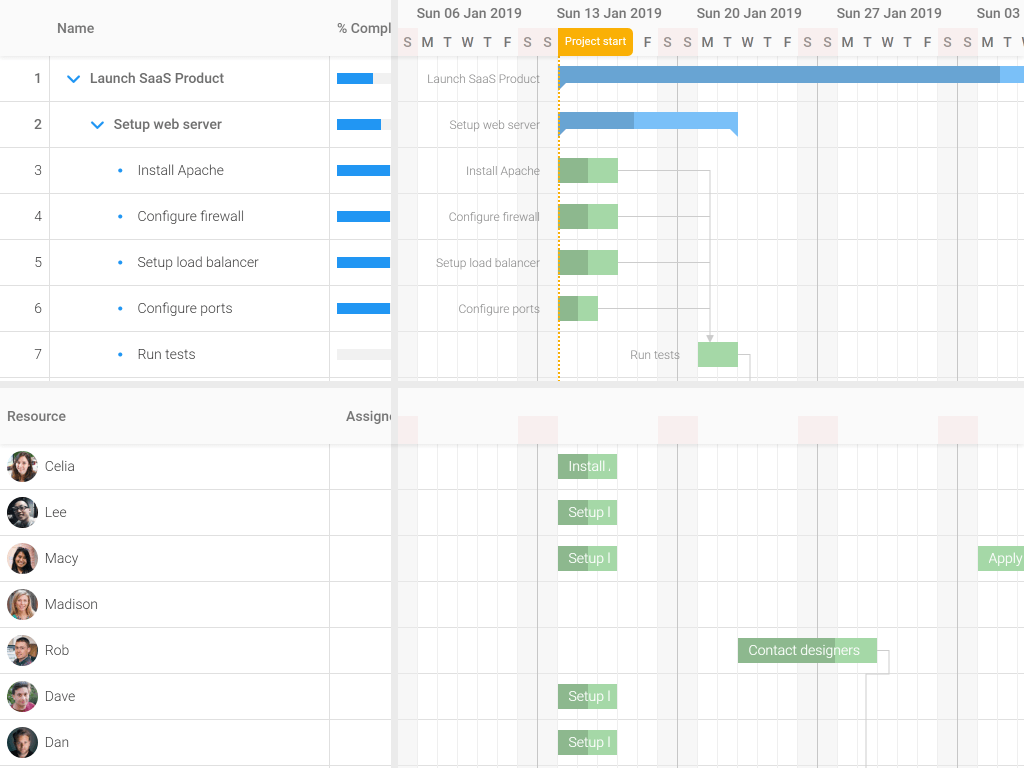 Name
% Compl
Sun 06 Jan 2019 Sun 13 Jan 2019 Sun 20 Jan 2019 Sun 27 Jan 2019 Sun 03
S M T W T F S S Project start F S S M T W T F S S M T W T F S S M T
1 Launch SaaS Product Launch SaaS Product
2 Setup web server Setup web server
3 Install Apache Install Apache
4 Configure firewall Configure firewall
5 Setup load balancer Setup load balancer
6 Configure ports Configure ports
7 Run tests Run tests
Resource Assigne
Celia Install
Lee Setup l
Macy Setup l Apply
Madison
Rob Contact designers
Dave Setup l
Dan Setup l